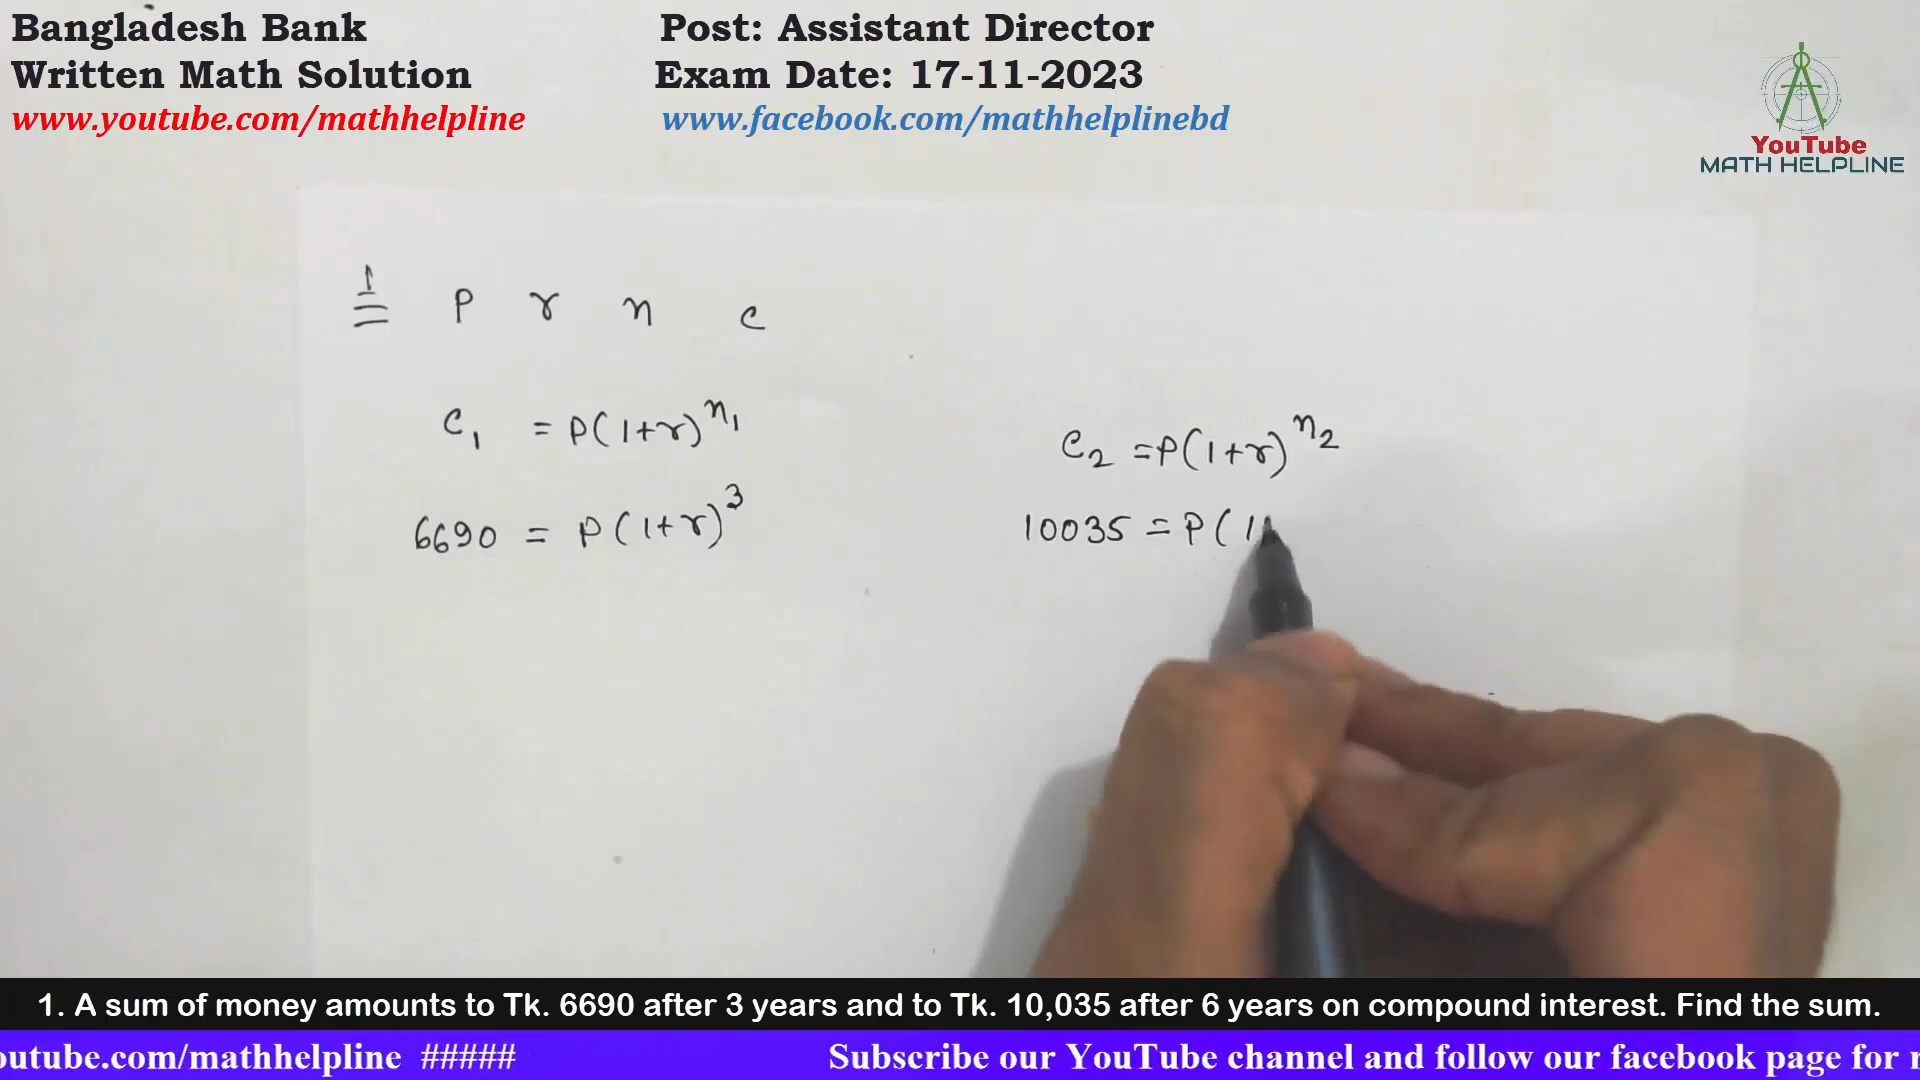 Bangladesh Bank
Post: Assistant Director
Written Math Solution
Exam Date: 17-11-2023
www.youtube.com/mathhelpline
www.facebook.com/mathhelplinebd
YouTube
MATH HELPLINE
1 P r n c
C₁ = P(1+r)^n₁
C₂ = P(1+r)^n₂
6690 = P(1+r)^3
10035 = P(1
1. A sum of money amounts to Tk. 6690 after 3 years and to Tk. 10,035 after 6 years on compound interest. Find the sum.
outube.com/mathhelpline ##### Subscribe our YouTube channel and follow our facebook page for